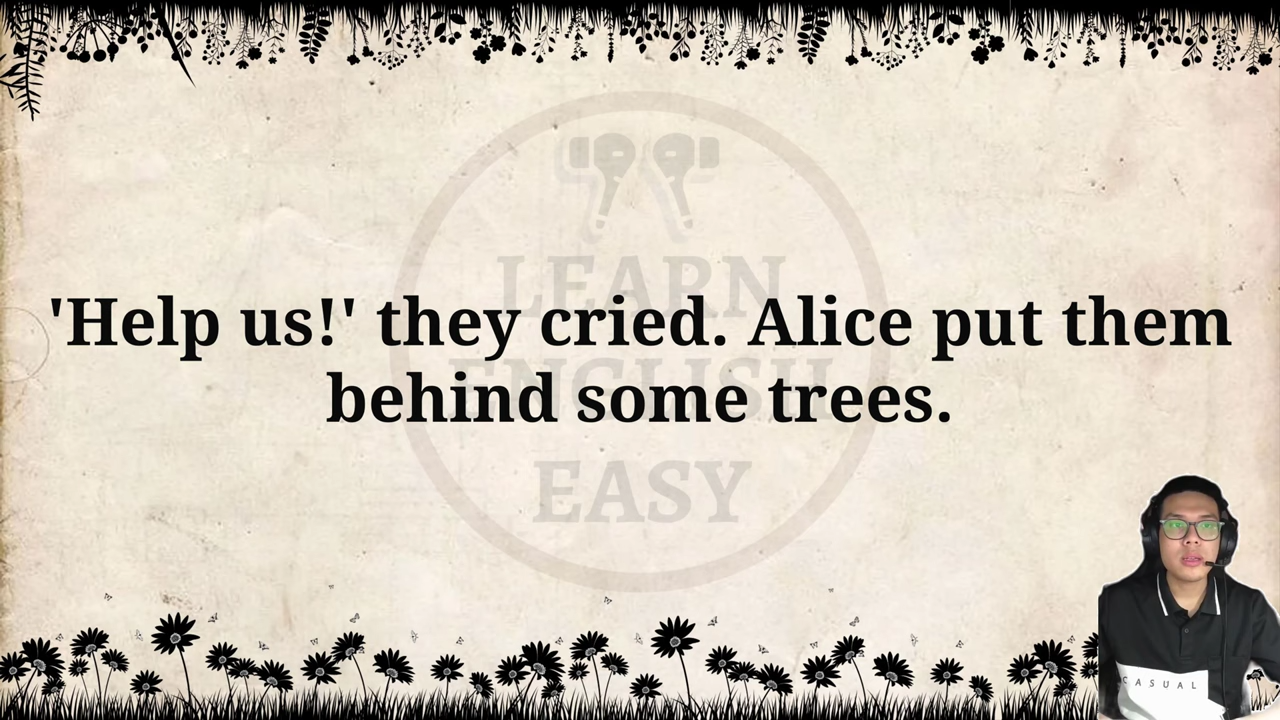 'Help us!' they cried. Alice put them
behind some trees.
LEARN
ENGLISH
EASY
CASUAL